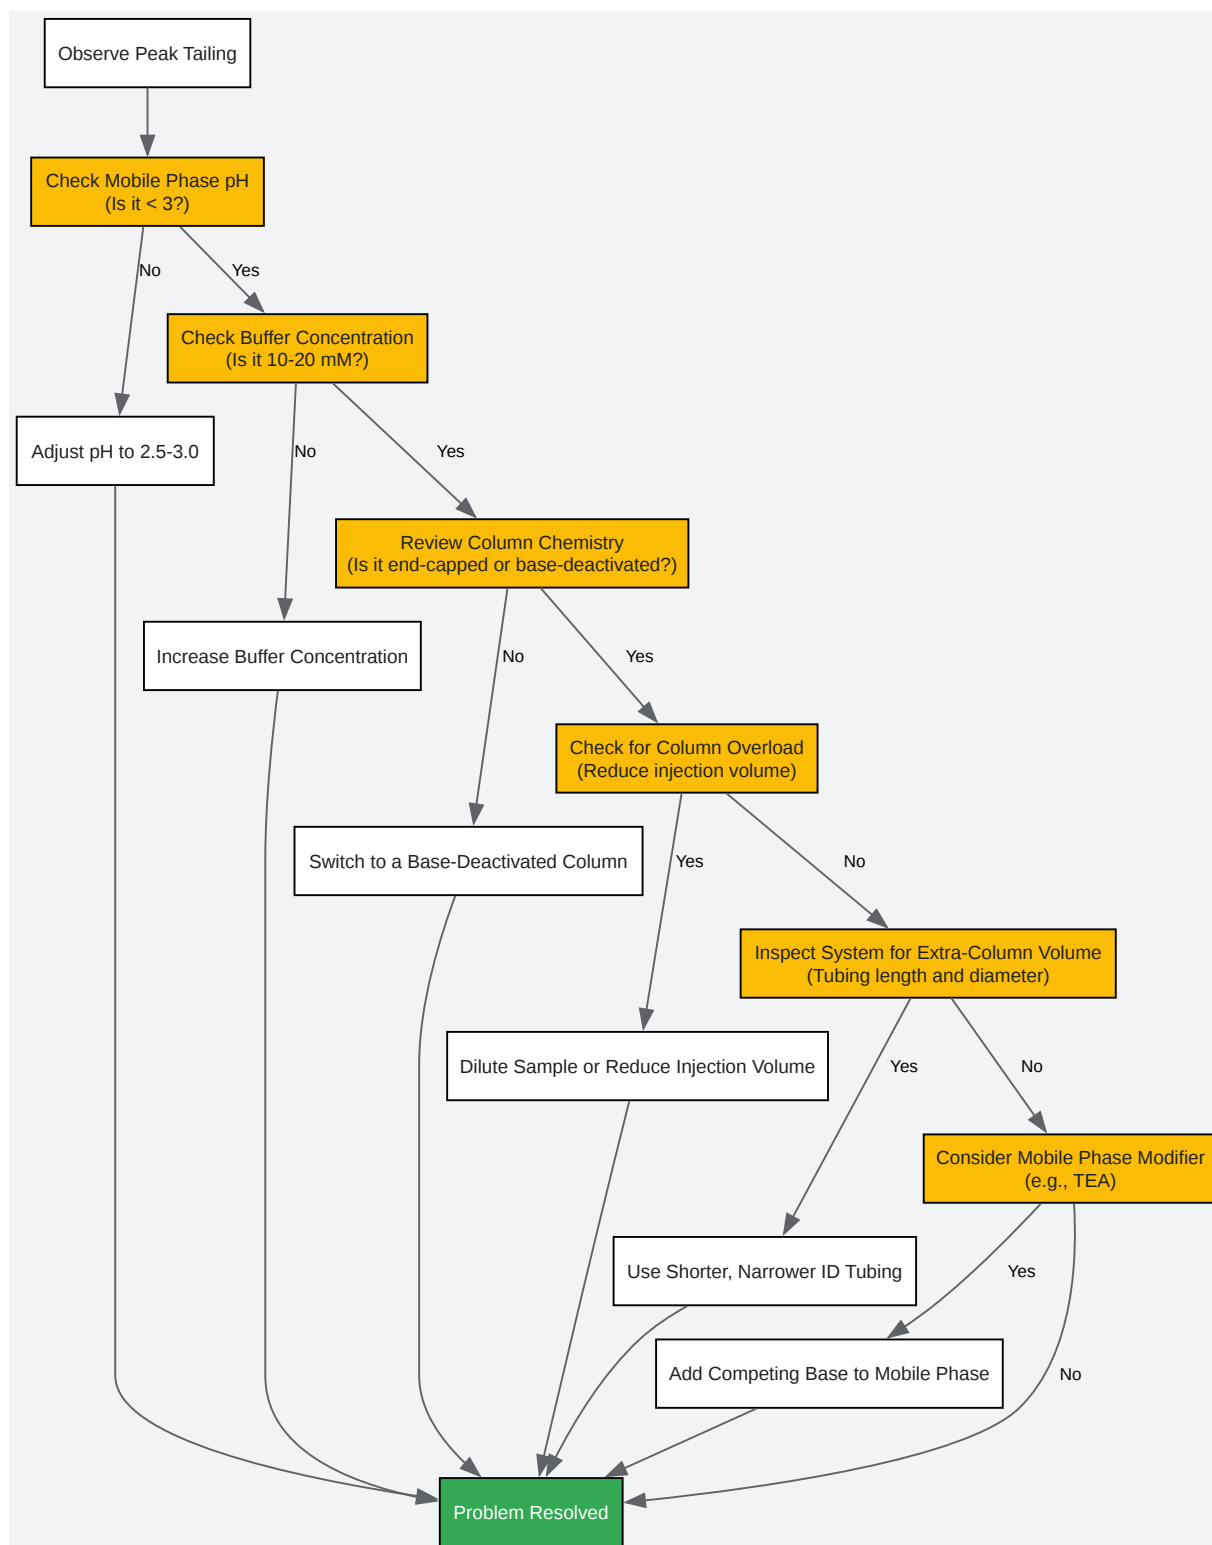 Observe Peak Tailing
Check Mobile Phase pH
(Is it < 3?)
No
Yes
Check Buffer Concentration
(Is it 10-20 mM?)
Adjust pH to 2.5-3.0
No
Yes
Review Column Chemistry
(Is it end-capped or base-deactivated?)
Increase Buffer Concentration
No
Yes
Check for Column Overload
(Reduce injection volume)
Switch to a Base-Deactivated Column
Yes
No
Inspect System for Extra-Column Volume
(Tubing length and diameter)
Dilute Sample or Reduce Injection Volume
Yes
No
Consider Mobile Phase Modifier
(e.g., TEA)
Use Shorter, Narrower ID Tubing
Yes
Add Competing Base to Mobile Phase
No
Problem Resolved